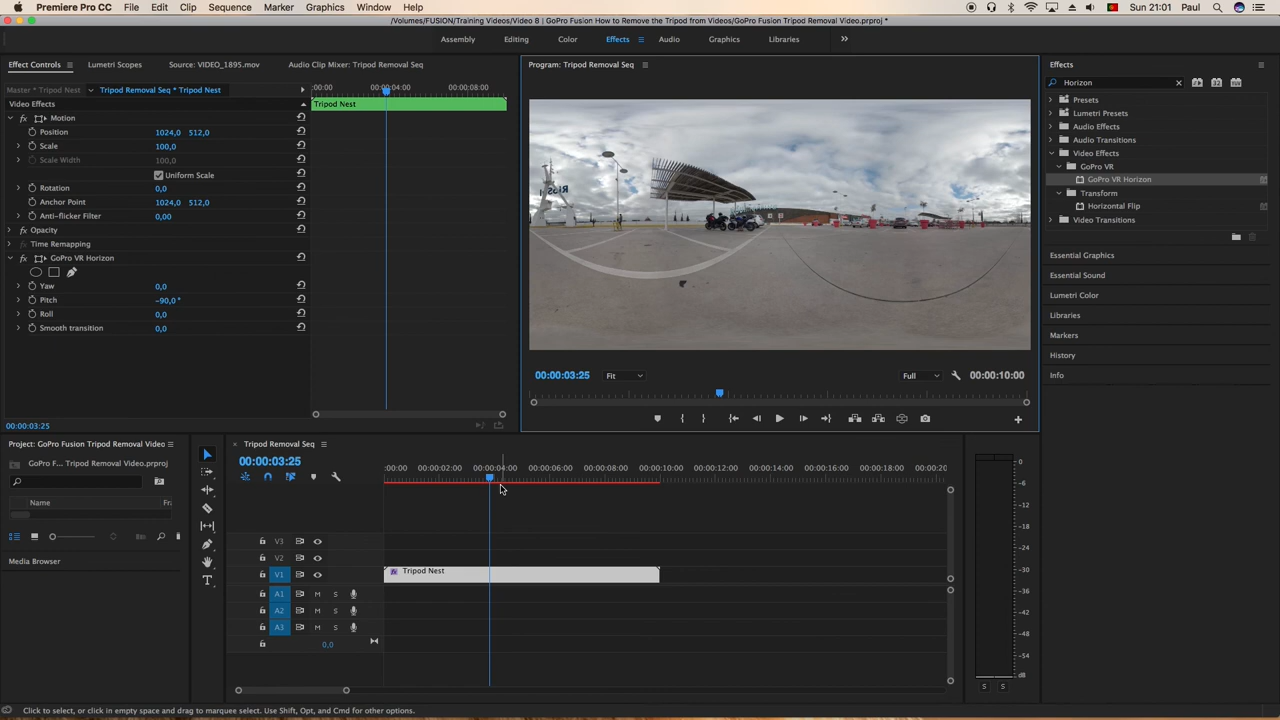 Premiere Pro CC File Edit Clip Sequence Marker Graphics Window Help Sun 21:01 Paul
/Volumes/FUSION/Training Videos/Video 8 | GoPro Fusion How to Remove the Tripod from Videos/GoPro Fusion Tripod Removal Video.prproj *
Assembly Editing Color Effects Audio Graphics Libraries
Effect Controls Lumetri Scopes Source: VIDEO_1895.mov Audio Clip Mixer: Tripod Removal Seq
Program: Tripod Removal Seq
Effects
Master * Tripod Nest Tripod Removal Seq * Tripod Nest :00:00 00:00:04:00 00:00:08:00
Horizon
Video Effects Tripod Nest
Presets
Motion
Lumetri Presets
Position 1024,0 512,0
Audio Effects
Scale 100,0
Audio Transitions
Scale Width 100,0
Video Effects
Uniform Scale
GoPro VR
Rotation 0,0
GoPro VR Horizon
Anchor Point 1024,0 512,0
Transform
Anti-flicker Filter 0,00
Horizontal Flip
Opacity
Video Transitions
Time Remapping
GoPro VR Horizon
Essential Graphics
Yaw 0,0
Essential Sound
Pitch -90,0 °
Lumetri Color
Roll 0,0
Libraries
Smooth transition 0,0
Markers
History
00:00:03:25 Fit Full 00:00:10:00
Info
00:00:03:25
Project: GoPro Fusion Tripod Removal Video
Tripod Removal Seq
GoPro F... Tripod Removal Video.prproj
00:00:03:25
:00:00 00:00:02:00 00:00:04:00 00:00:06:00 00:00:08:00 00:00:10:00 00:00:12:00 00:00:14:00 00:00:16:00 00:00:18:00 00:00:20
Name Fra
Media Browser
V3
V2
V1 fx Tripod Nest
A1 M S
A2 M S
A3 M S
0,0
0
-6
-12
-18
-24
-30
-36
-42
-48
-54
dB
S S
Click to select, or click in empty space and drag to marquee select. Use Shift, Opt, and Cmd for other options.